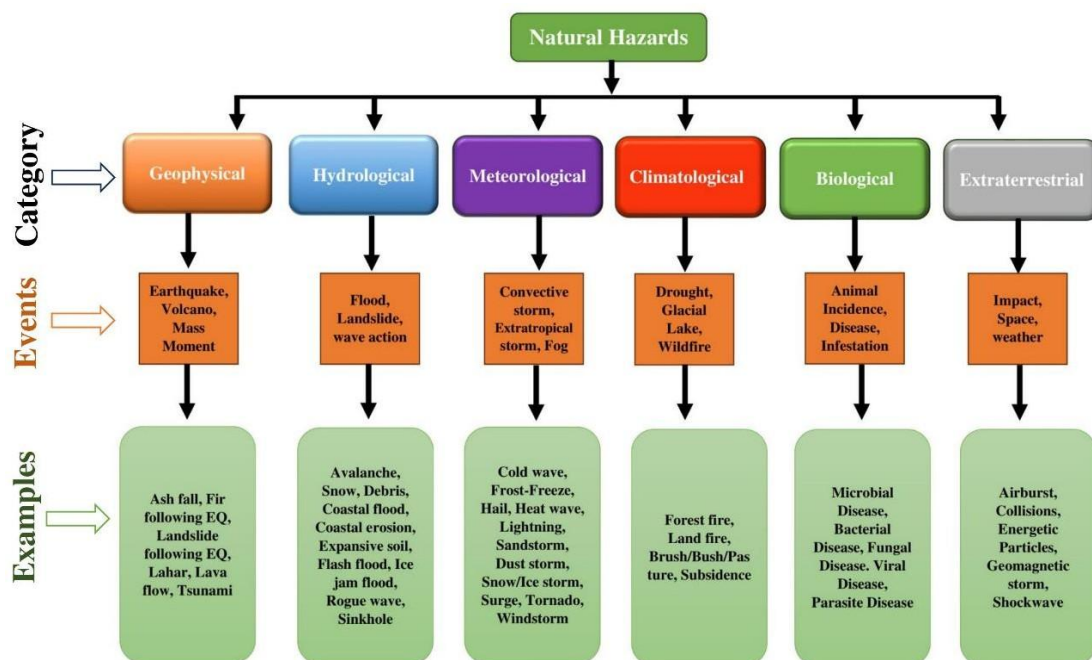 Natural Hazards
Category
Geophysical
Hydrological
Meteorological
Climatological
Biological
Extraterrestrial
Events
Earthquake,
Volcano,
Mass
Moment
Flood,
Landslide,
wave action
Convective
storm,
Extratropical
storm, Fog
Drought,
Glacial
Lake,
Wildfire
Animal
Incidence,
Disease,
Infestation
Impact,
Space,
weather
Examples
Ash fall, Fir
following EQ,
Landslide
following EQ,
Lahar, Lava
flow, Tsunami
Avalanche,
Snow, Debris,
Coastal flood,
Coastal erosion,
Expansive soil,
Flash flood, Ice
jam flood,
Rogue wave,
Sinkhole
Cold wave,
Frost-Freeze,
Hail, Heat wave,
Lightning,
Sandstorm,
Dust storm,
Snow/Ice storm,
Surge, Tornado,
Windstorm
Forest fire,
Land fire,
Brush/Bush/Pas
ture, Subsidence
Microbial
Disease,
Bacterial
Disease, Fungal
Disease. Viral
Disease,
Parasite Disease
Airburst,
Collisions,
Energetic
Particles,
Geomagnetic
storm,
Shockwave